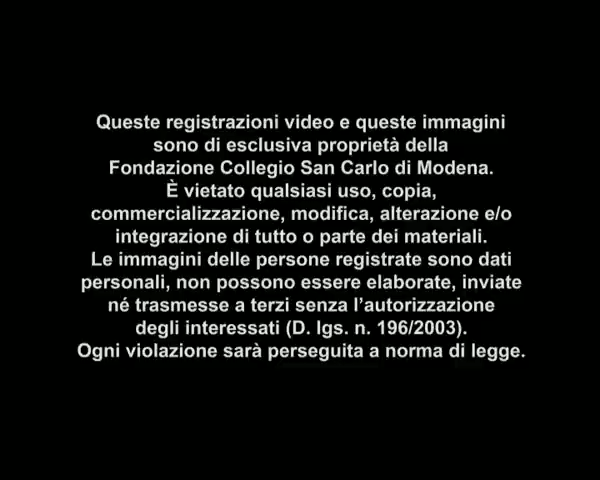 Queste registrazioni video e queste immagini
sono di esclusiva proprietà della
Fondazione Collegio San Carlo di Modena.
È vietato qualsiasi uso, copia,
commercializzazione, modifica, alterazione e/o
integrazione di tutto o parte dei materiali.
Le immagini delle persone registrate sono dati
personali, non possono essere elaborate, inviate
né trasmesse a terzi senza l'autorizzazione
degli interessati (D. lgs. n. 196/2003).
Ogni violazione sarà perseguita a norma di legge.